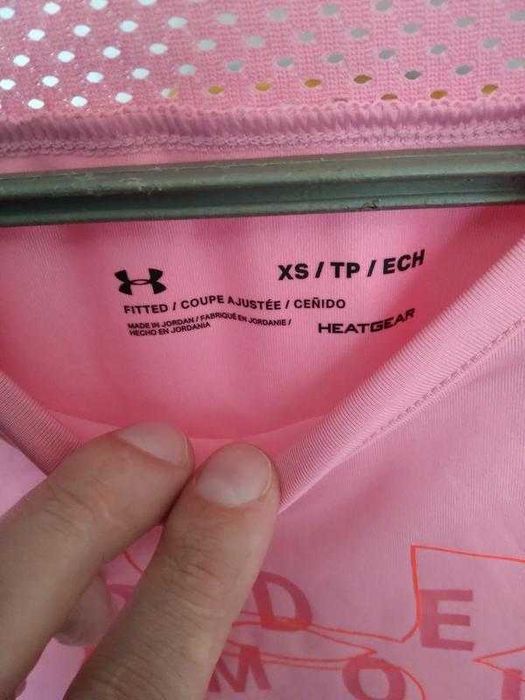 XS / TP / ECH
FITTED / COUPE AJUSTÉE / CEÑIDO
MADE IN JORDAN / FABRIQUÉ EN JORDANIE /
HECHO EN JORDANIA
HEATGEAR
D E
M O